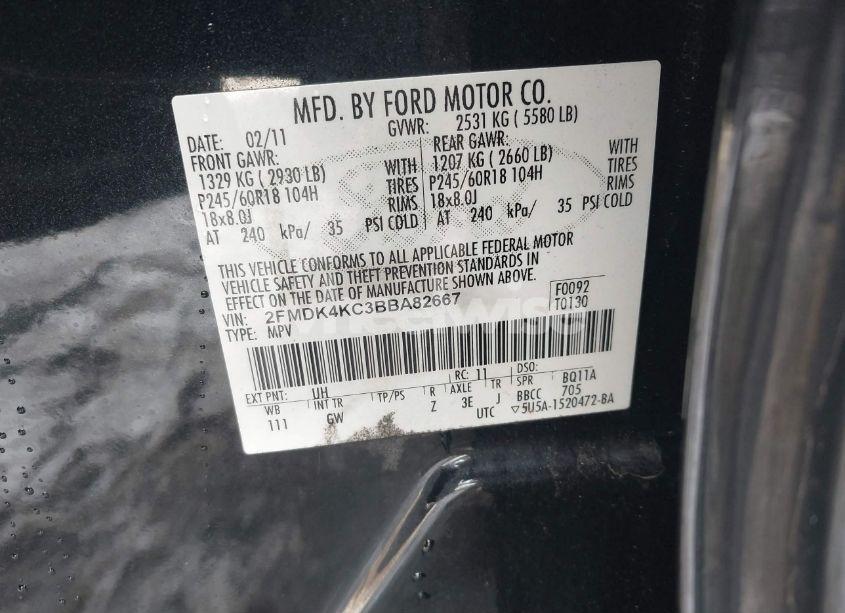 MFD. BY FORD MOTOR CO.
DATE: 02/11 GVWR: 2531 KG ( 5580 LB)
FRONT GAWR: REAR GAWR:
1329 KG ( 2930 LB) WITH 1207 KG ( 2660 LB) WITH
P245/60R18 104H TIRES P245/60R18 104H TIRES
18x8.0J RIMS 18x8.0J RIMS
AT 240 kPa/ 35 PSI COLD AT 240 kPa/ 35 PSI COLD
THIS VEHICLE CONFORMS TO ALL APPLICABLE FEDERAL MOTOR
VEHICLE SAFETY AND THEFT PREVENTION STANDARDS IN
EFFECT ON THE DATE OF MANUFACTURE SHOWN ABOVE.
VIN: 2FMDK4KC3BBA82667 F0092
TYPE: MPV T0130
EXT PNT: UH RC: 11 DSO:
WB INT TR TP/PS R AXLE TR SPR BQ11A
111 GW Z 3E J BBCC 705
UTC ▽5U5A-1520472-BA
wheelwise